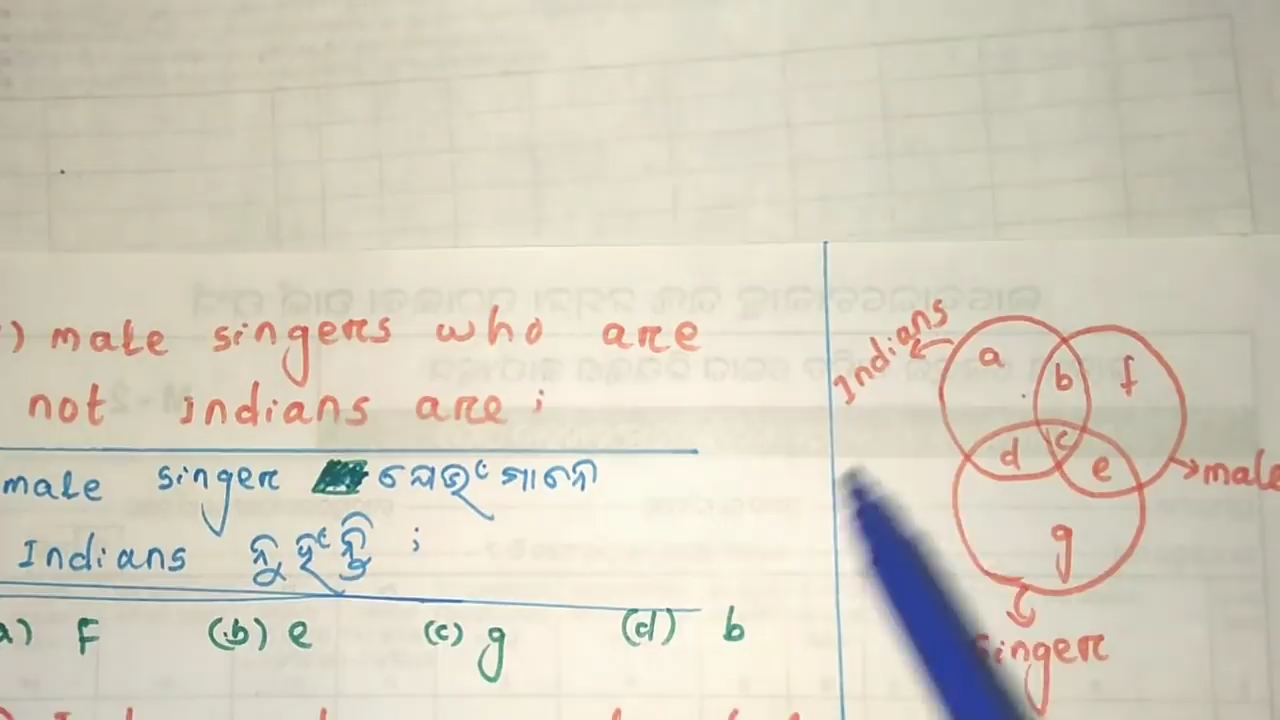 ) male singers who are
not indians are;
male singer ଯେଉଁମାନେ
Indians ନୁହଁନ୍ତି ;
a) f (b) e (c) g (d) b
Indians
a
b
f
c
d
e
male
g
singer